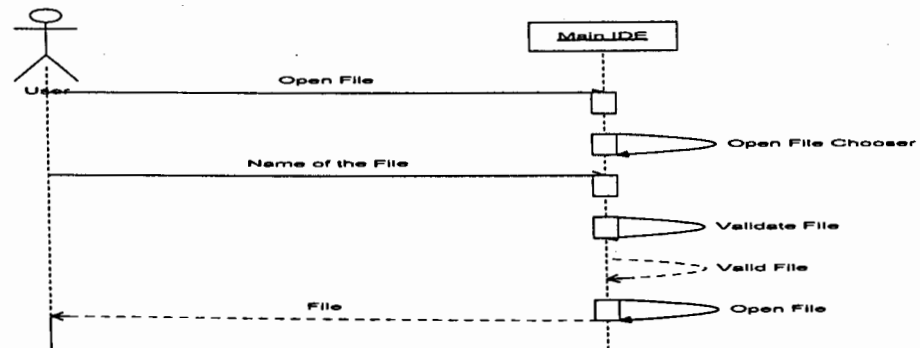 Main IDE
Open File
User
Open File Chooser
Name of the File
Validate File
Valid File
File
Open File